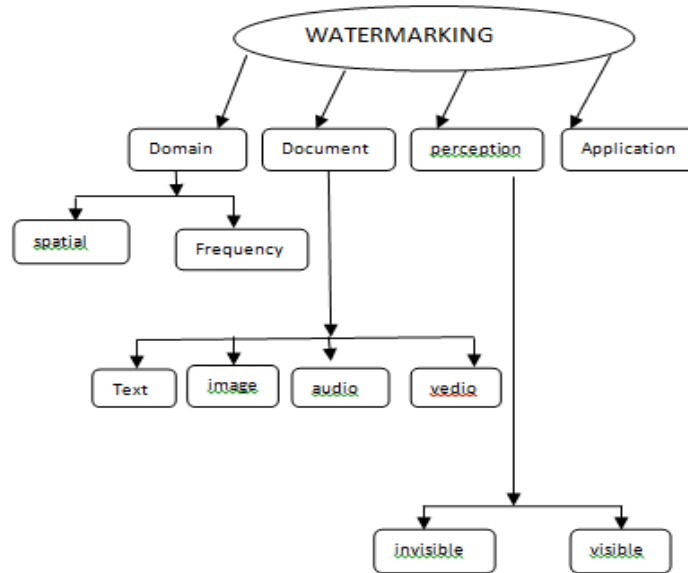 WATERMARKING
Domain
Document
perception
Application
spatial
Frequency
Text
image
audio
vedio
invisible
visible